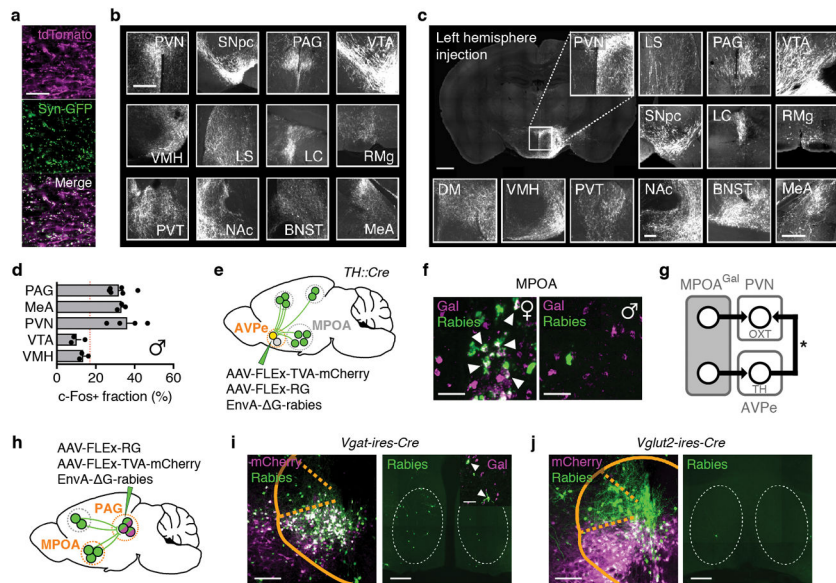 a
tdTomato
Syn-GFP
Merge
b
PVN
SNpc
PAG
VTA
VMH
LS
LC
RMg
PVT
NAc
BNST
MeA
c
Left hemisphere
injection
PVN
LS
PAG
VTA
SNpc
LC
RMg
DM
VMH
PVT
NAc
BNST
MeA
d
PAG
MeA
PVN
VTA
VMH
♂
0 20 40 60
c-Fos+ fraction (%)
e
TH::Cre
AVPe
MPOA
AAV-FLEx-TVA-mCherry
AAV-FLEx-RG
EnvA-ΔG-rabies
f
MPOA
Gal
Rabies
♀
Gal
Rabies
♂
g
MPOAGal PVN
OXT
*
TH
AVPe
h
AAV-FLEx-RG
AAV-FLEx-TVA-mCherry
EnvA-ΔG-rabies
PAG
MPOA
i
Vgat-ires-Cre
mCherry
Rabies
Rabies
Gal
j
Vglut2-ires-Cre
mCherry
Rabies
Rabies